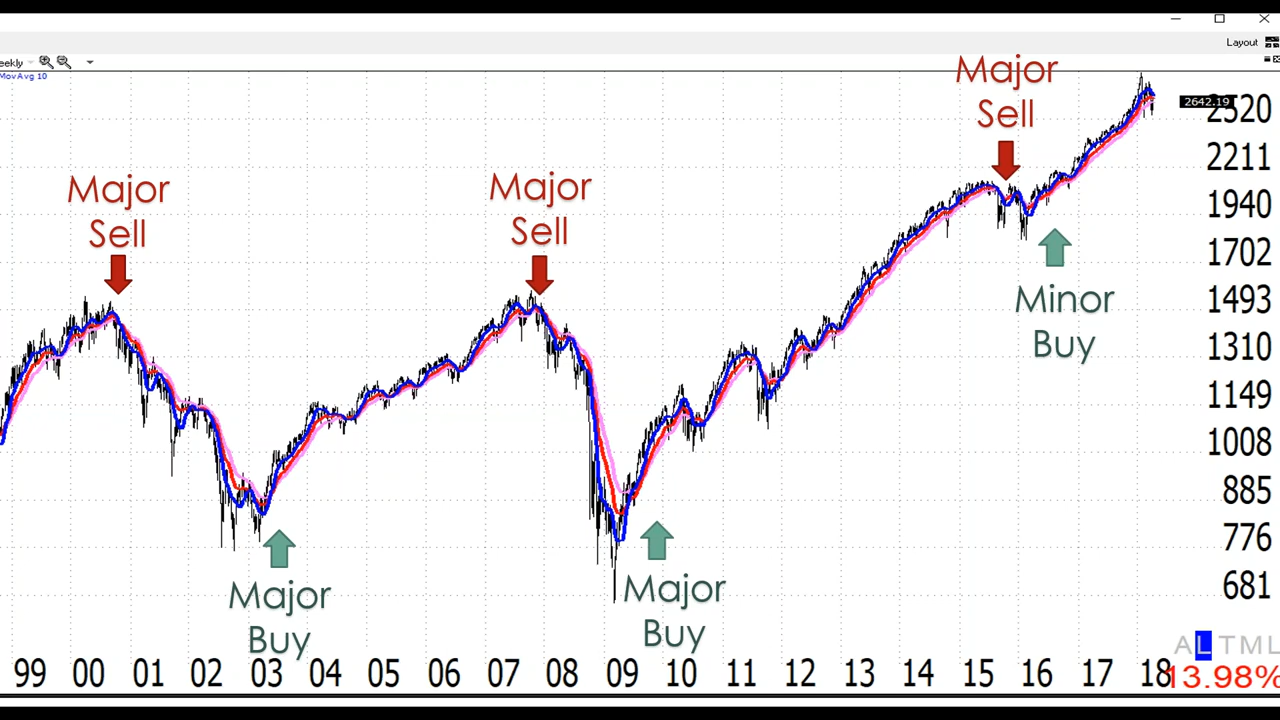 Layout
eekly
MovAvg 10
Major
Sell
2642.19
2520
2211
Major
Sell
Major
Sell
1940
1702
Minor
Buy
1493
1310
1149
1008
885
776
681
Major
Buy
Major
Buy
ALTML
99 00 01 02 03 04 05 06 07 08 09 10 11 12 13 14 15 16 17 18
13.98%